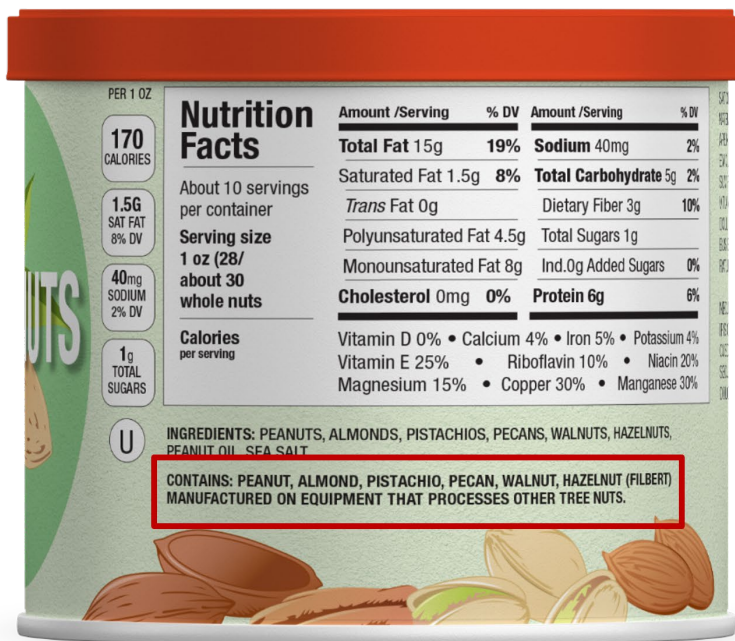 PER 1 OZ
170
CALORIES
1.5G
SAT FAT
8% DV
40mg
SODIUM
2% DV
1g
TOTAL
SUGARS
U
UTS
Nutrition
Facts
About 10 servings
per container
Serving size
1 oz (28/
about 30
whole nuts
Calories
per serving
Amount /Serving % DV
Total Fat 15g 19%
Saturated Fat 1.5g 8%
Trans Fat 0g
Polyunsaturated Fat 4.5g
Monounsaturated Fat 8g
Cholesterol 0mg 0%
Amount /Serving % DV
Sodium 40mg 2%
Total Carbohydrate 5g 2%
Dietary Fiber 3g 10%
Total Sugars 1g
Ind.0g Added Sugars 0%
Protein 6g 6%
Vitamin D 0% • Calcium 4% • Iron 5% • Potassium 4%
Vitamin E 25% • Riboflavin 10% • Niacin 20%
Magnesium 15% • Copper 30% • Manganese 30%
INGREDIENTS: PEANUTS, ALMONDS, PISTACHIOS, PECANS, WALNUTS, HAZELNUTS,
PEANUT OIL, SEA SALT
CONTAINS: PEANUT, ALMOND, PISTACHIO, PECAN, WALNUT, HAZELNUT (FILBERT)
MANUFACTURED ON EQUIPMENT THAT PROCESSES OTHER TREE NUTS.